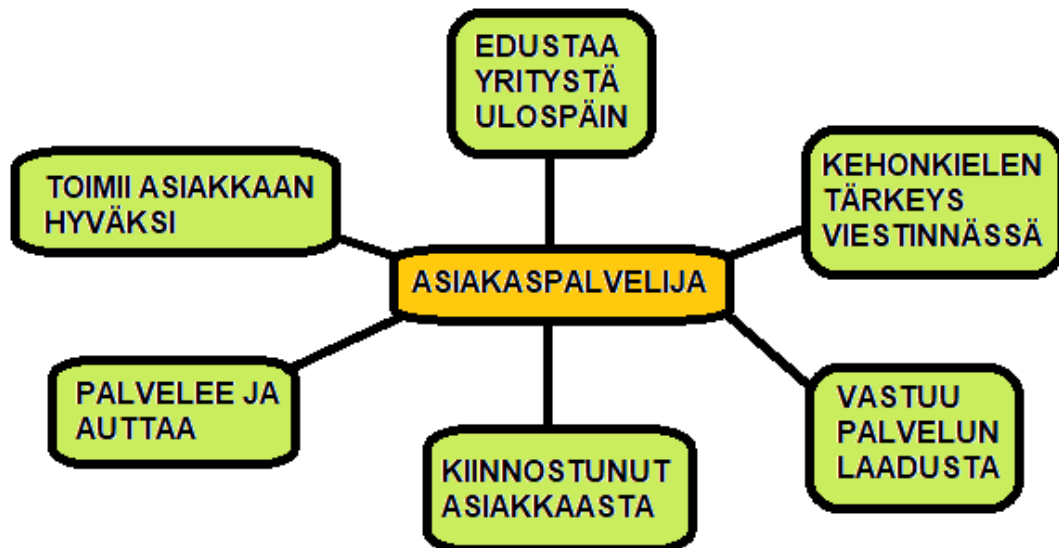 EDUSTAA
YRITYSTÄ
ULOSPÄIN
TOIMII ASIAKKAAN
HYVÄKSI
KEHONKIELEN
TÄRKEYS
VIESTINNÄSSÄ
ASIAKASPALVELIJA
PALVELEE JA
AUTTAA
KIINNOSTUNUT
ASIAKKAASTA
VASTUU
PALVELUN
LAADUSTA